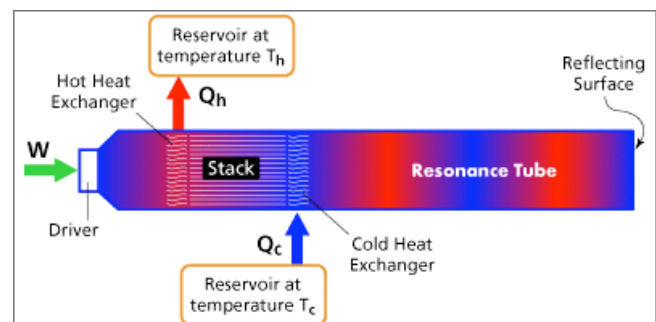 Reservoir at
temperature Th
Hot Heat
Exchanger
Qh
Reflecting
Surface
W
Stack
Resonance Tube
Driver
Qc
Cold Heat
Exchanger
Reservoir at
temperature Tc